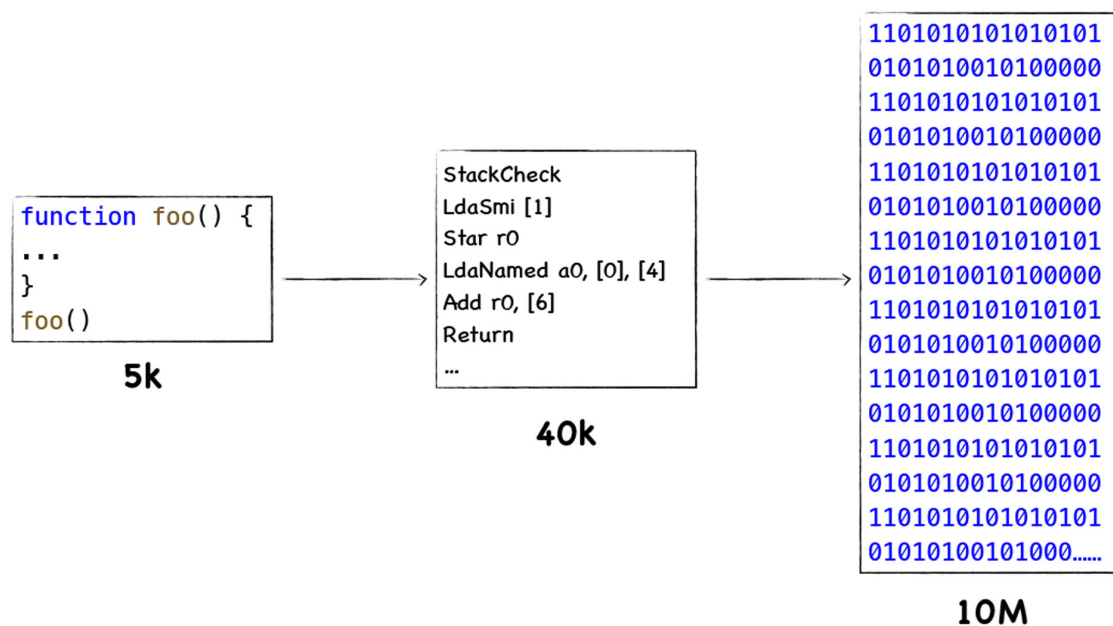 function foo() {
...
}
foo()
5k
StackCheck
LdaSmi [1]
Star r0
LdaNamed a0, [0], [4]
Add r0, [6]
Return
...
40k
1101010101010101
0101010010100000
1101010101010101
0101010010100000
1101010101010101
0101010010100000
1101010101010101
0101010010100000
1101010101010101
0101010010100000
1101010101010101
0101010010100000
1101010101010101
0101010010100000
1101010101010101
01010100101000......
10M